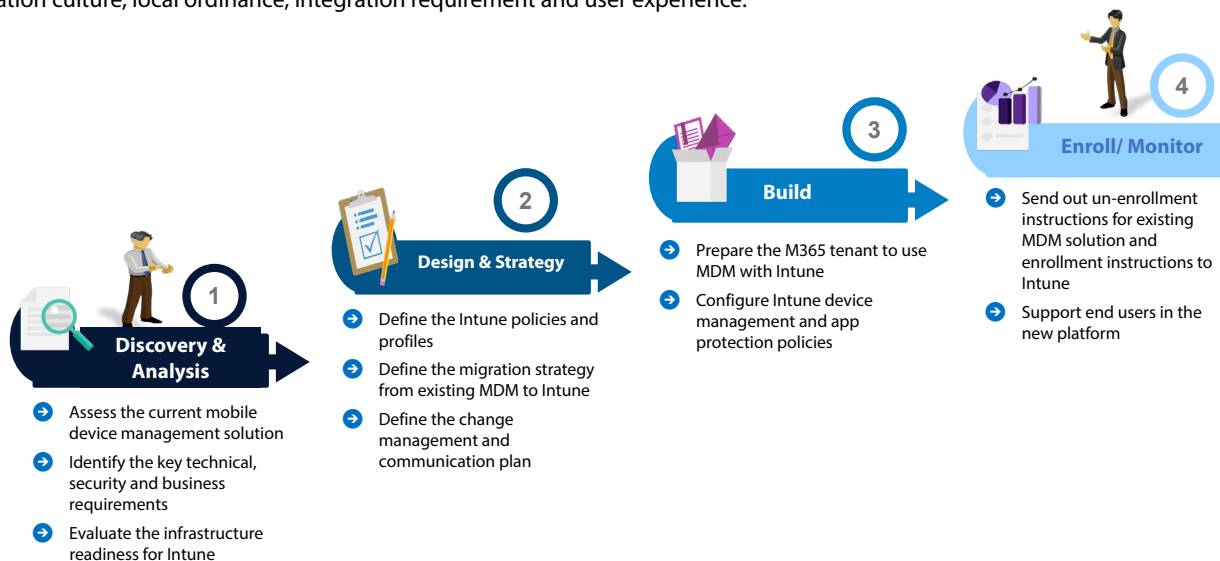 ation culture, local ordinance, integration requirement and user experience.
1
Discovery &
Analysis
Assess the current mobile
device management solution
Identify the key technical,
security and business
requirements
Evaluate the infrastructure
readiness for Intune
2
Design & Strategy
Define the Intune policies and
profiles
Define the migration strategy
from existing MDM to Intune
Define the change
management and
communication plan
3
Build
Prepare the M365 tenant to use
MDM with Intune
Configure Intune device
management and app
protection policies
4
Enroll/ Monitor
Send out un-enrollment
instructions for existing
MDM solution and
enrollment instructions to
Intune
Support end users in the
new platform